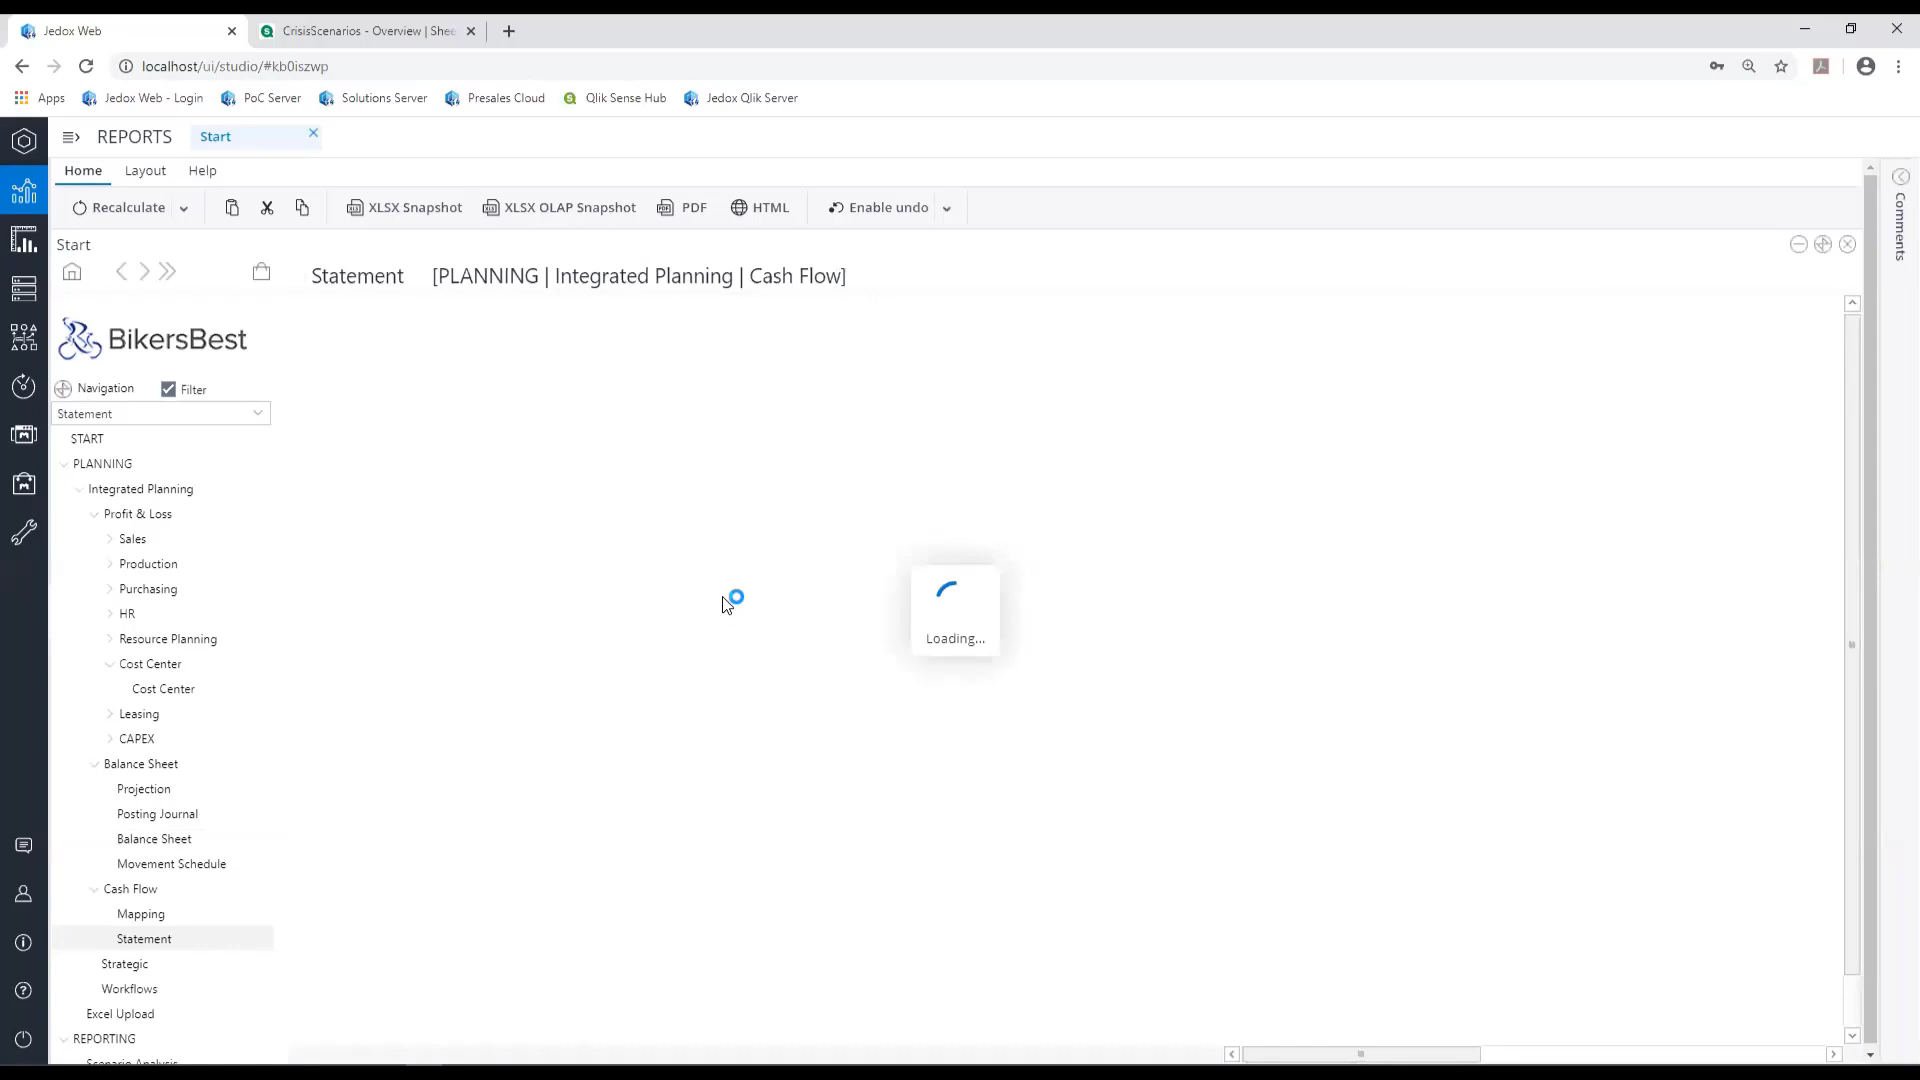 Jedox Web
CrisisScenarios - Overview | Shee
localhost/ui/studio/#kb0iszwp
Apps Jedox Web - Login PoC Server Solutions Server Presales Cloud Qlik Sense Hub Jedox Qlik Server
REPORTS Start
Home Layout Help
Recalculate XLSX Snapshot XLSX OLAP Snapshot PDF HTML Enable undo
Comments
Start
Statement [PLANNING | Integrated Planning | Cash Flow]
BikersBest
Navigation Filter
Statement
START
PLANNING
Integrated Planning
Profit & Loss
Sales
Production
Purchasing
HR
Resource Planning
Cost Center
Cost Center
Leasing
CAPEX
Balance Sheet
Projection
Posting Journal
Balance Sheet
Movement Schedule
Cash Flow
Mapping
Statement
Strategic
Workflows
Excel Upload
REPORTING
Scenario Analysis
Loading...